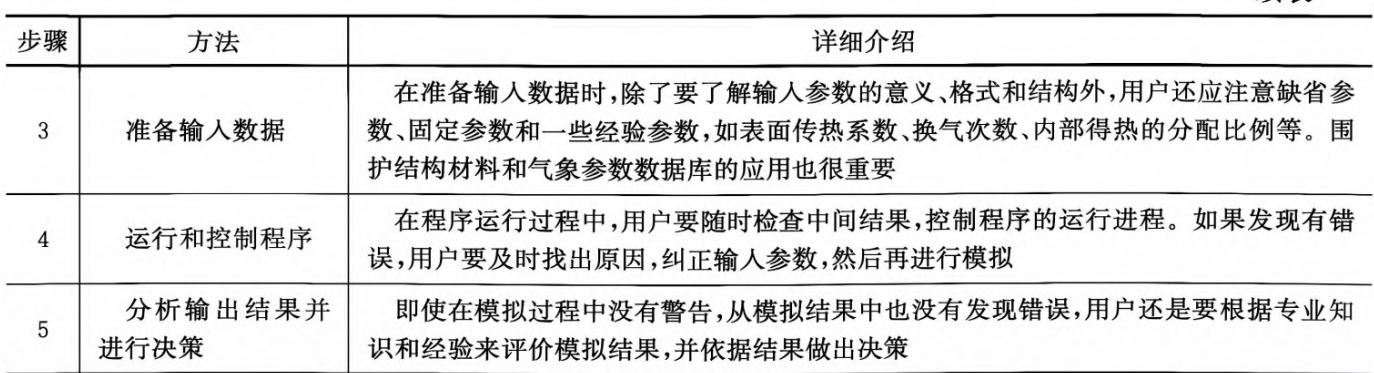 步骤 方法 详细介绍
在准备输入数据时,除了要了解输入参数的意义、格式和结构外,用户还应注意缺省参
3 准备输入数据 数、固定参数和一些经验参数,如表面传热系数、换气次数、内部得热的分配比例等。围
护结构材料和气象参数数据库的应用也很重要
4 运行和控制程序 在程序运行过程中,用户要随时检查中间结果,控制程序的运行进程。如果发现有错
误,用户要及时找出原因,纠正输入参数,然后再进行模拟
5 分析输出结果并 即使在模拟过程中没有警告,从模拟结果中也没有发现错误,用户还是要根据专业知
进行决策 识和经验来评价模拟结果,并依据结果做出决策